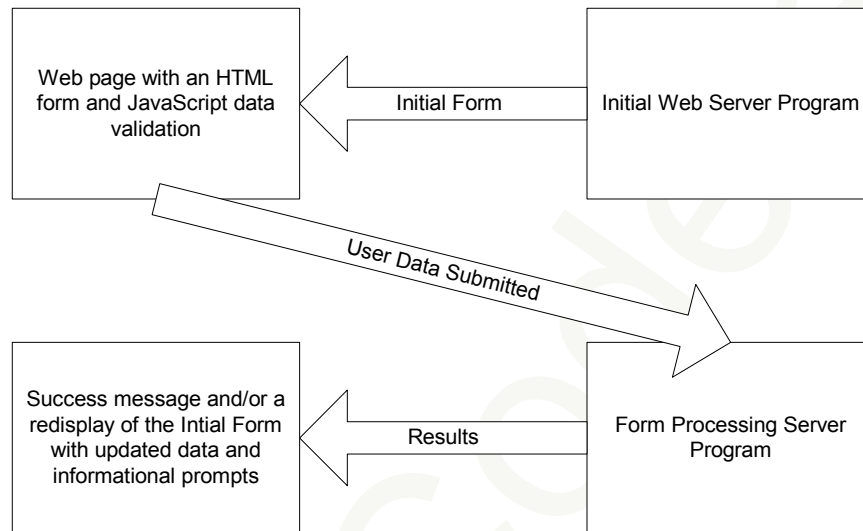 Web page with an HTML
form and JavaScript data
validation
Initial Form
Initial Web Server Program
User Data Submitted
Success message and/or a
redisplay of the Intial Form
with updated data and
informational prompts
Results
Form Processing Server
Program